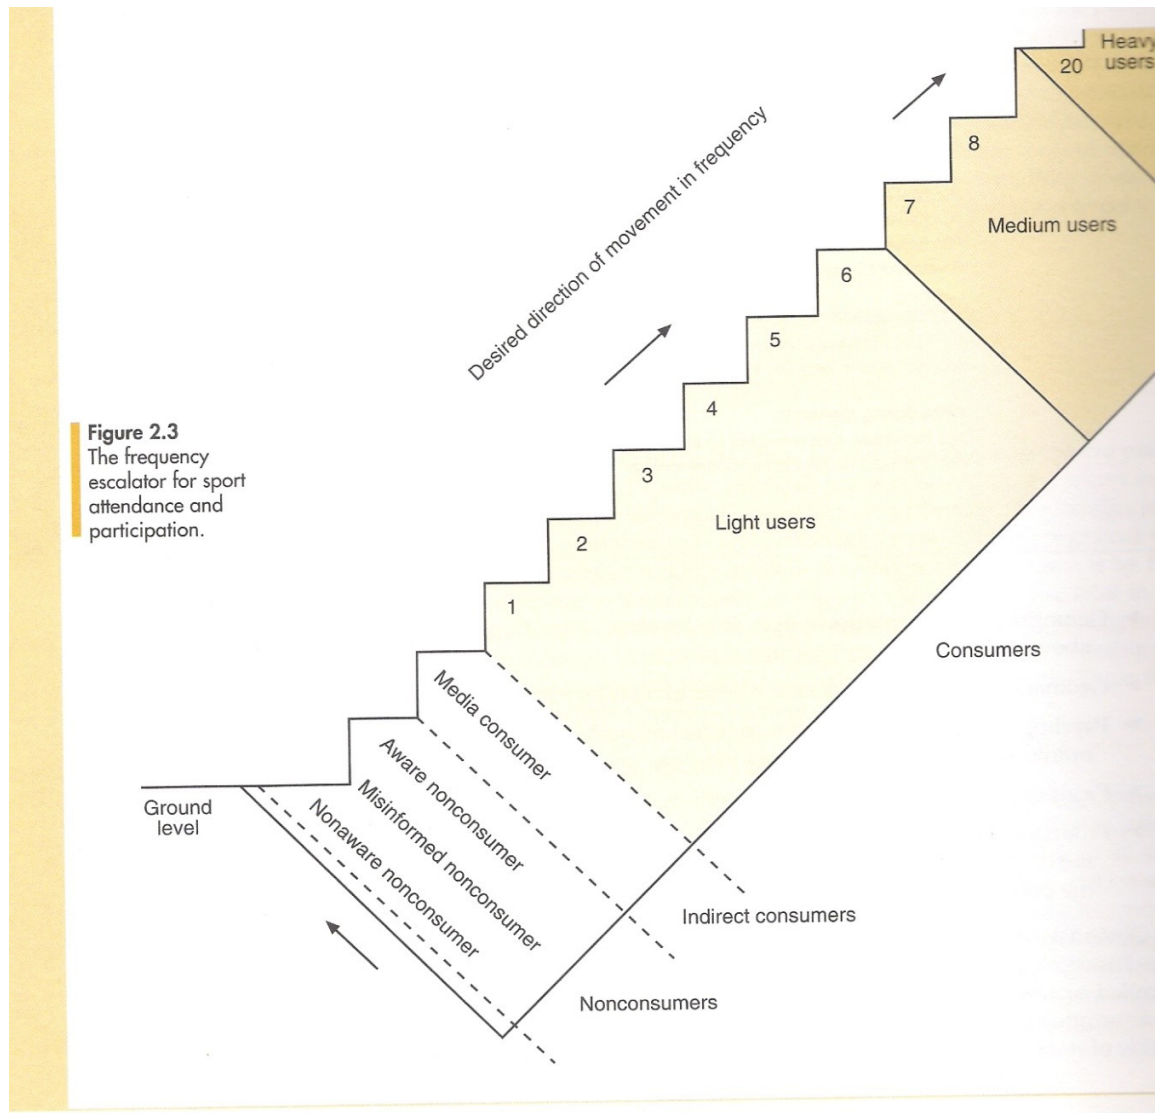 Heavy
users
20
8
7
Medium users
Desired direction of movement in frequency
6
5
4
Figure 2.3
The frequency
escalator for sport
attendance and
participation.
3
Light users
2
1
Consumers
Media consumer
Aware nonconsumer
Misinformed nonconsumer
Nonaware nonconsumer
Ground
level
Indirect consumers
Nonconsumers